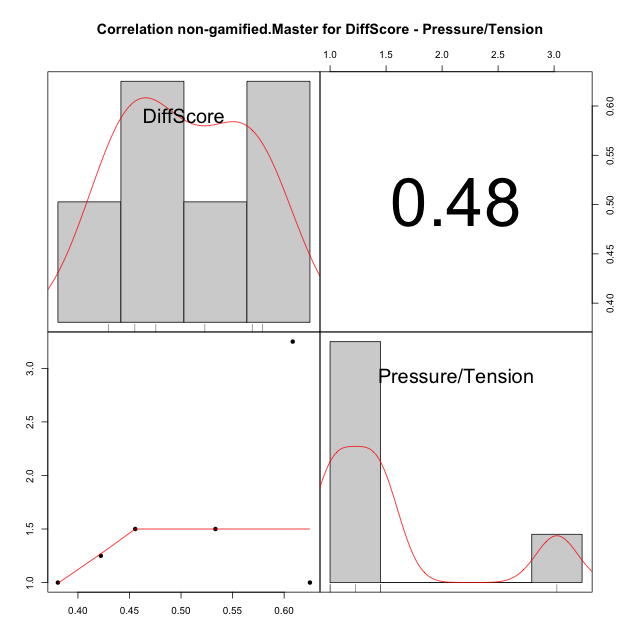 Correlation non-gamified.Master for DiffScore - Pressure/Tension
1.0 1.5 2.0 2.5 3.0
DiffScore
0.48
0.60
0.55
0.50
0.45
0.40
Pressure/Tension
3.0
2.5
2.0
1.5
1.0
0.40 0.45 0.50 0.55 0.60